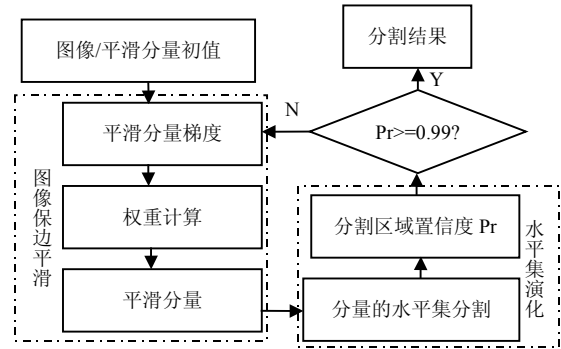 图像/平滑分量初值
平滑分量梯度
权重计算
平滑分量
图像保边平滑
分量的水平集分割
分割区域置信度 Pr
水平集演化
Pr>=0.99?
N
Y
分割结果